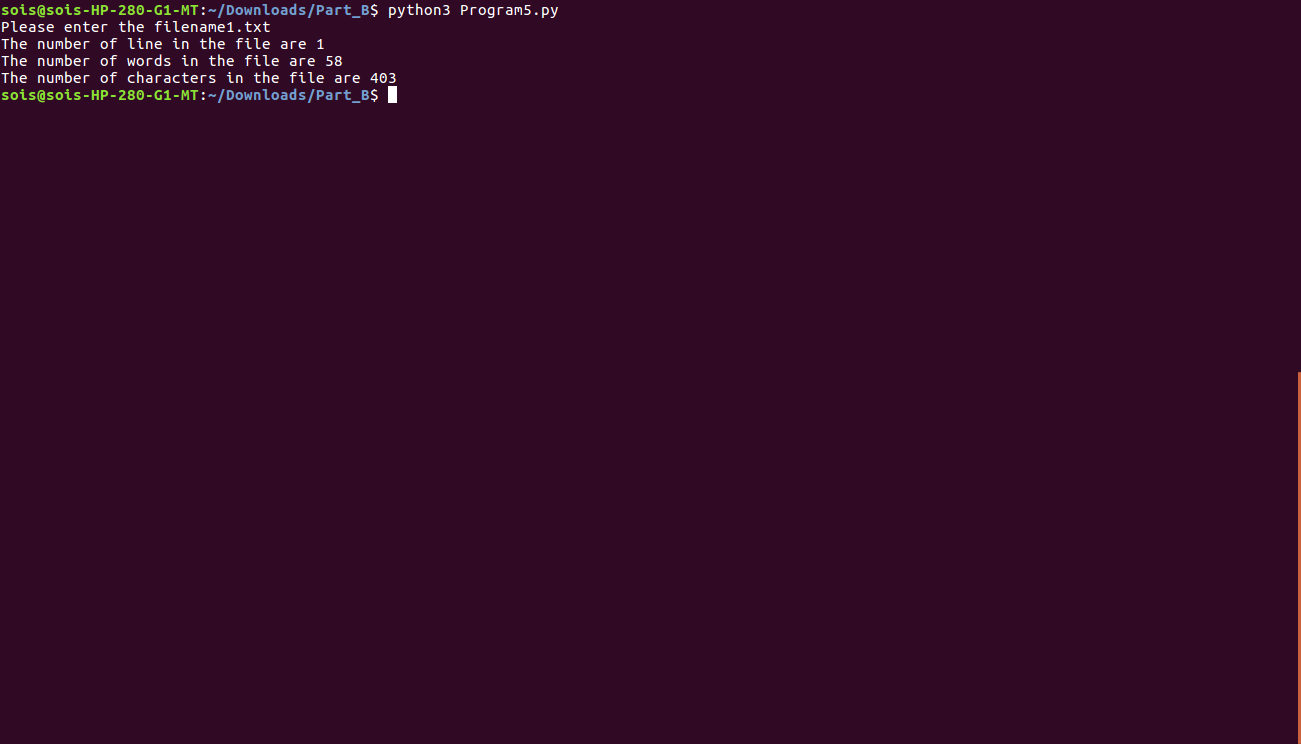 sois@sois-HP-280-G1-MT:~/Downloads/Part_B$ python3 Program5.py
Please enter the filename1.txt
The number of line in the file are 1
The number of words in the file are 58
The number of characters in the file are 403
sois@sois-HP-280-G1-MT:~/Downloads/Part_B$